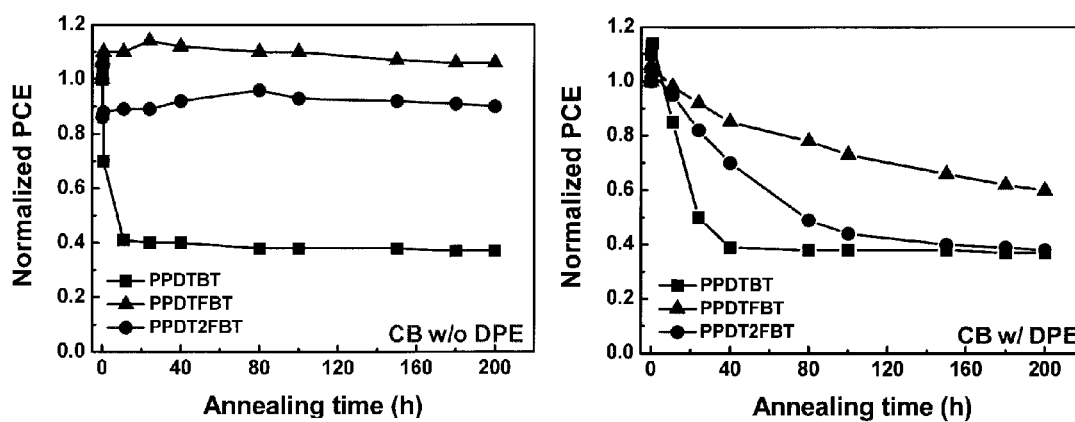 Normalized PCE
1.2
1.0
0.8
0.6
0.4
0.2
0.0
PPDTBT
PPDTFBT
PPDT2FBT
CB w/o DPE
0
40
80
120
160
200
Annealing time (h)
Normalized PCE
1.2
1.0
0.8
0.6
0.4
0.2
0.0
PPDTBT
PPDTFBT
PPDT2FBT
CB w/ DPE
0
40
80
120
160
200
Annealing time (h)